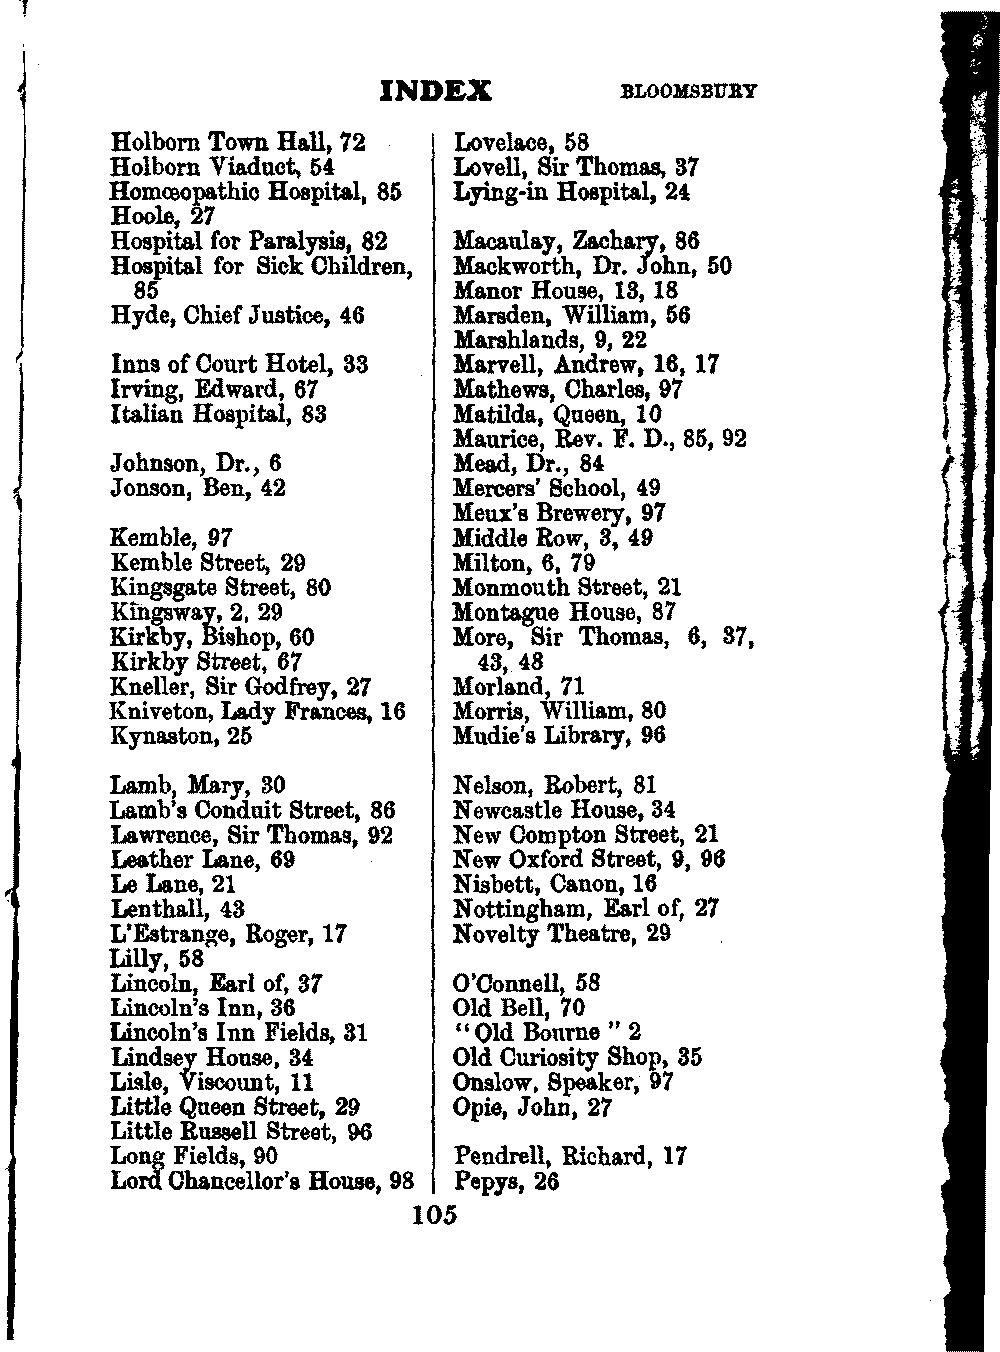 INDEX BLOOMSBURY
Holborn Town Hall, 72
Holborn Viaduct, 54
Homœopathic Hospital, 85
Hoole, 27
Hospital for Paralysis, 82
Hospital for Sick Children,
85
Hyde, Chief Justice, 46
Inns of Court Hotel, 33
Irving, Edward, 67
Italian Hospital, 83
Johnson, Dr., 6
Jonson, Ben, 42
Kemble, 97
Kemble Street, 29
Kingsgate Street, 80
Kingsway, 2, 29
Kirkby, Bishop, 60
Kirkby Street, 67
Kneller, Sir Godfrey, 27
Kniveton, Lady Frances, 16
Kynaston, 25
Lamb, Mary, 30
Lamb's Conduit Street, 86
Lawrence, Sir Thomas, 92
Leather Lane, 69
Le Lane, 21
Lenthall, 43
L'Estrange, Roger, 17
Lilly, 58
Lincoln, Earl of, 37
Lincoln's Inn, 36
Lincoln's Inn Fields, 31
Lindsey House, 34
Lisle, Viscount, 11
Little Queen Street, 29
Little Russell Street, 96
Long Fields, 90
Lord Chancellor's House, 98
Lovelace, 58
Lovell, Sir Thomas, 37
Lying-in Hospital, 24
Macaulay, Zachary, 86
Mackworth, Dr. John, 50
Manor House, 13, 18
Marsden, William, 56
Marshlands, 9, 22
Marvell, Andrew, 16, 17
Mathews, Charles, 97
Matilda, Queen, 10
Maurice, Rev. F. D., 85, 92
Mead, Dr., 84
Mercers' School, 49
Meux's Brewery, 97
Middle Row, 3, 49
Milton, 6, 79
Monmouth Street, 21
Montague House, 87
More, Sir Thomas, 6, 37,
43, 48
Morland, 71
Morris, William, 80
Mudie's Library, 96
Nelson, Robert, 81
Newcastle House, 34
New Compton Street, 21
New Oxford Street, 9, 96
Nisbett, Canon, 16
Nottingham, Earl of, 27
Novelty Theatre, 29
O'Connell, 58
Old Bell, 70
"Old Bourne" 2
Old Curiosity Shop, 35
Onslow, Speaker, 97
Opie, John, 27
Pendrell, Richard, 17
Pepys, 26
105